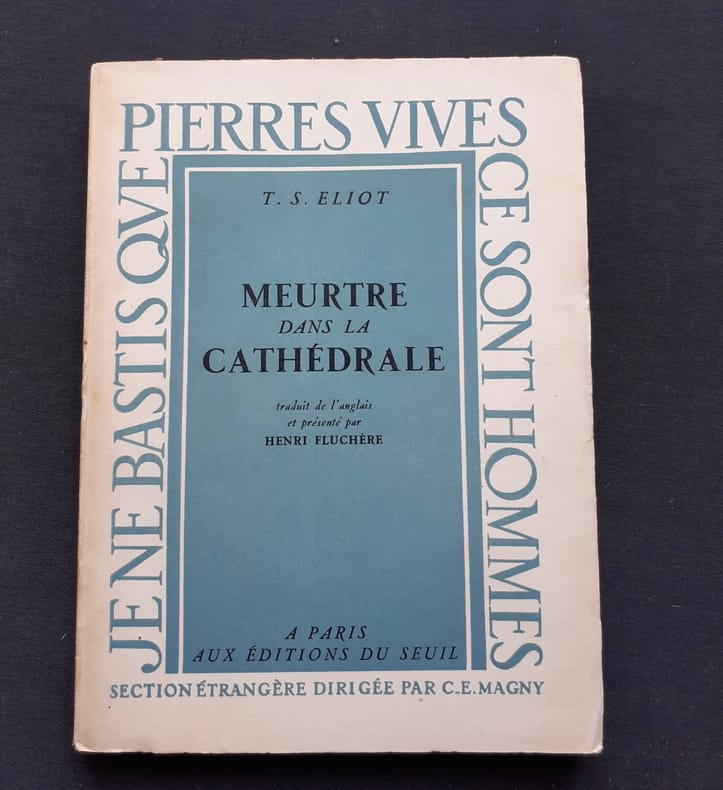 JE NE BASTIS QVE
PIERRES VIVES
CE SONT HOMMES
T. S. ELIOT
MEURTRE
DANS LA
CATHÉDRALE
traduit de l'anglais
et présenté par
HENRI FLUCHÈRE
A PARIS
AUX ÉDITIONS DU SEUIL
SECTION ÉTRANGÈRE DIRIGÉE PAR C.-E. MAGNY